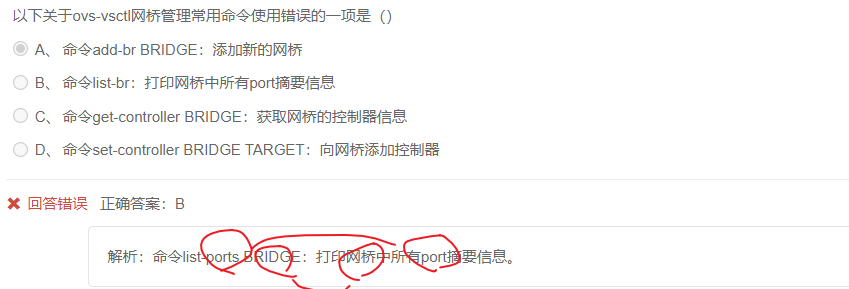 以下关于ovs-vsctl网桥管理常用命令使用错误的一项是（）
A、 命令add-br BRIDGE：添加新的网桥
B、 命令list-br：打印网桥中所有port摘要信息
C、 命令get-controller BRIDGE：获取网桥的控制器信息
D、 命令set-controller BRIDGE TARGET：向网桥添加控制器
回答错误 正确答案：B
解析：命令list-ports BRIDGE：打印网桥中所有port摘要信息。